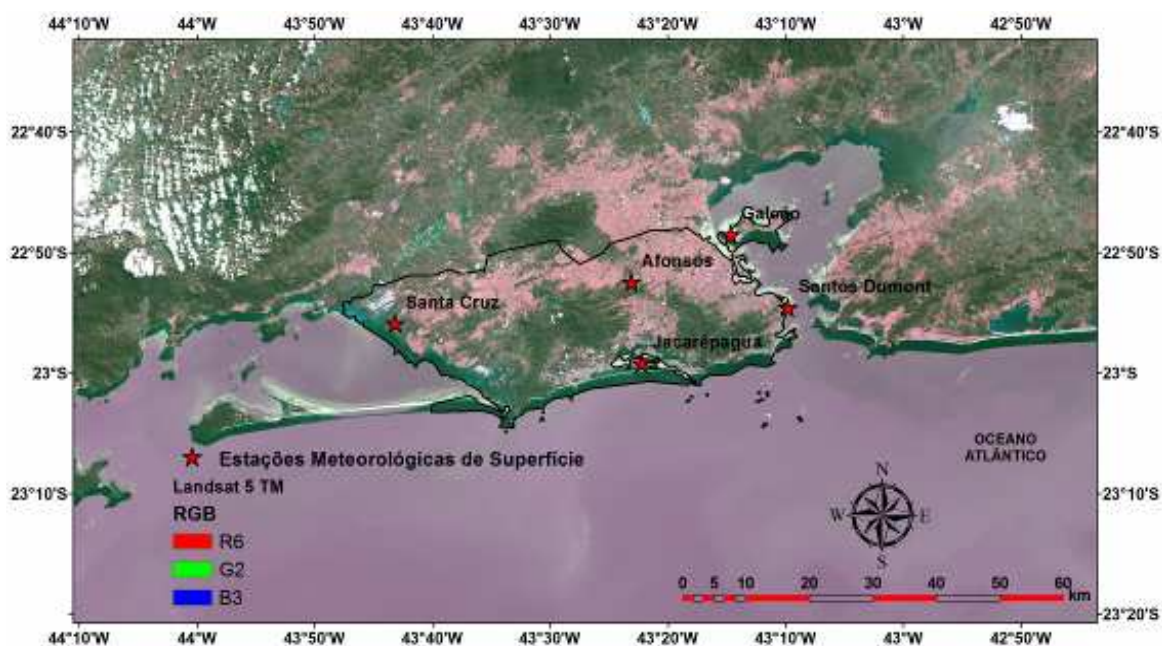 44°10'W 44°0'W 43°50'W 43°40'W 43°30'W 43°20'W 43°10'W 43°0'W 42°50'W
22°40'S 22°40'S
Galeão
22°50'S 22°50'S
Afonsos
Santos Dumont
Santa Cruz
Jacarépagua
23°S 23°S
Estações Meteorológicas de Superfície
OCEANO
ATLÂNTICO
Landsat 5 TM
N
23°10'S 23°10'S
RGB
W E
R6
S
G2
0 5 10 20 30 40 50 60
km
B3
23°20'S 23°20'S
44°10'W 44°W 43°50'W 43°40'W 43°30'W 43°20'W 43°10'W 43°W 42°50'W